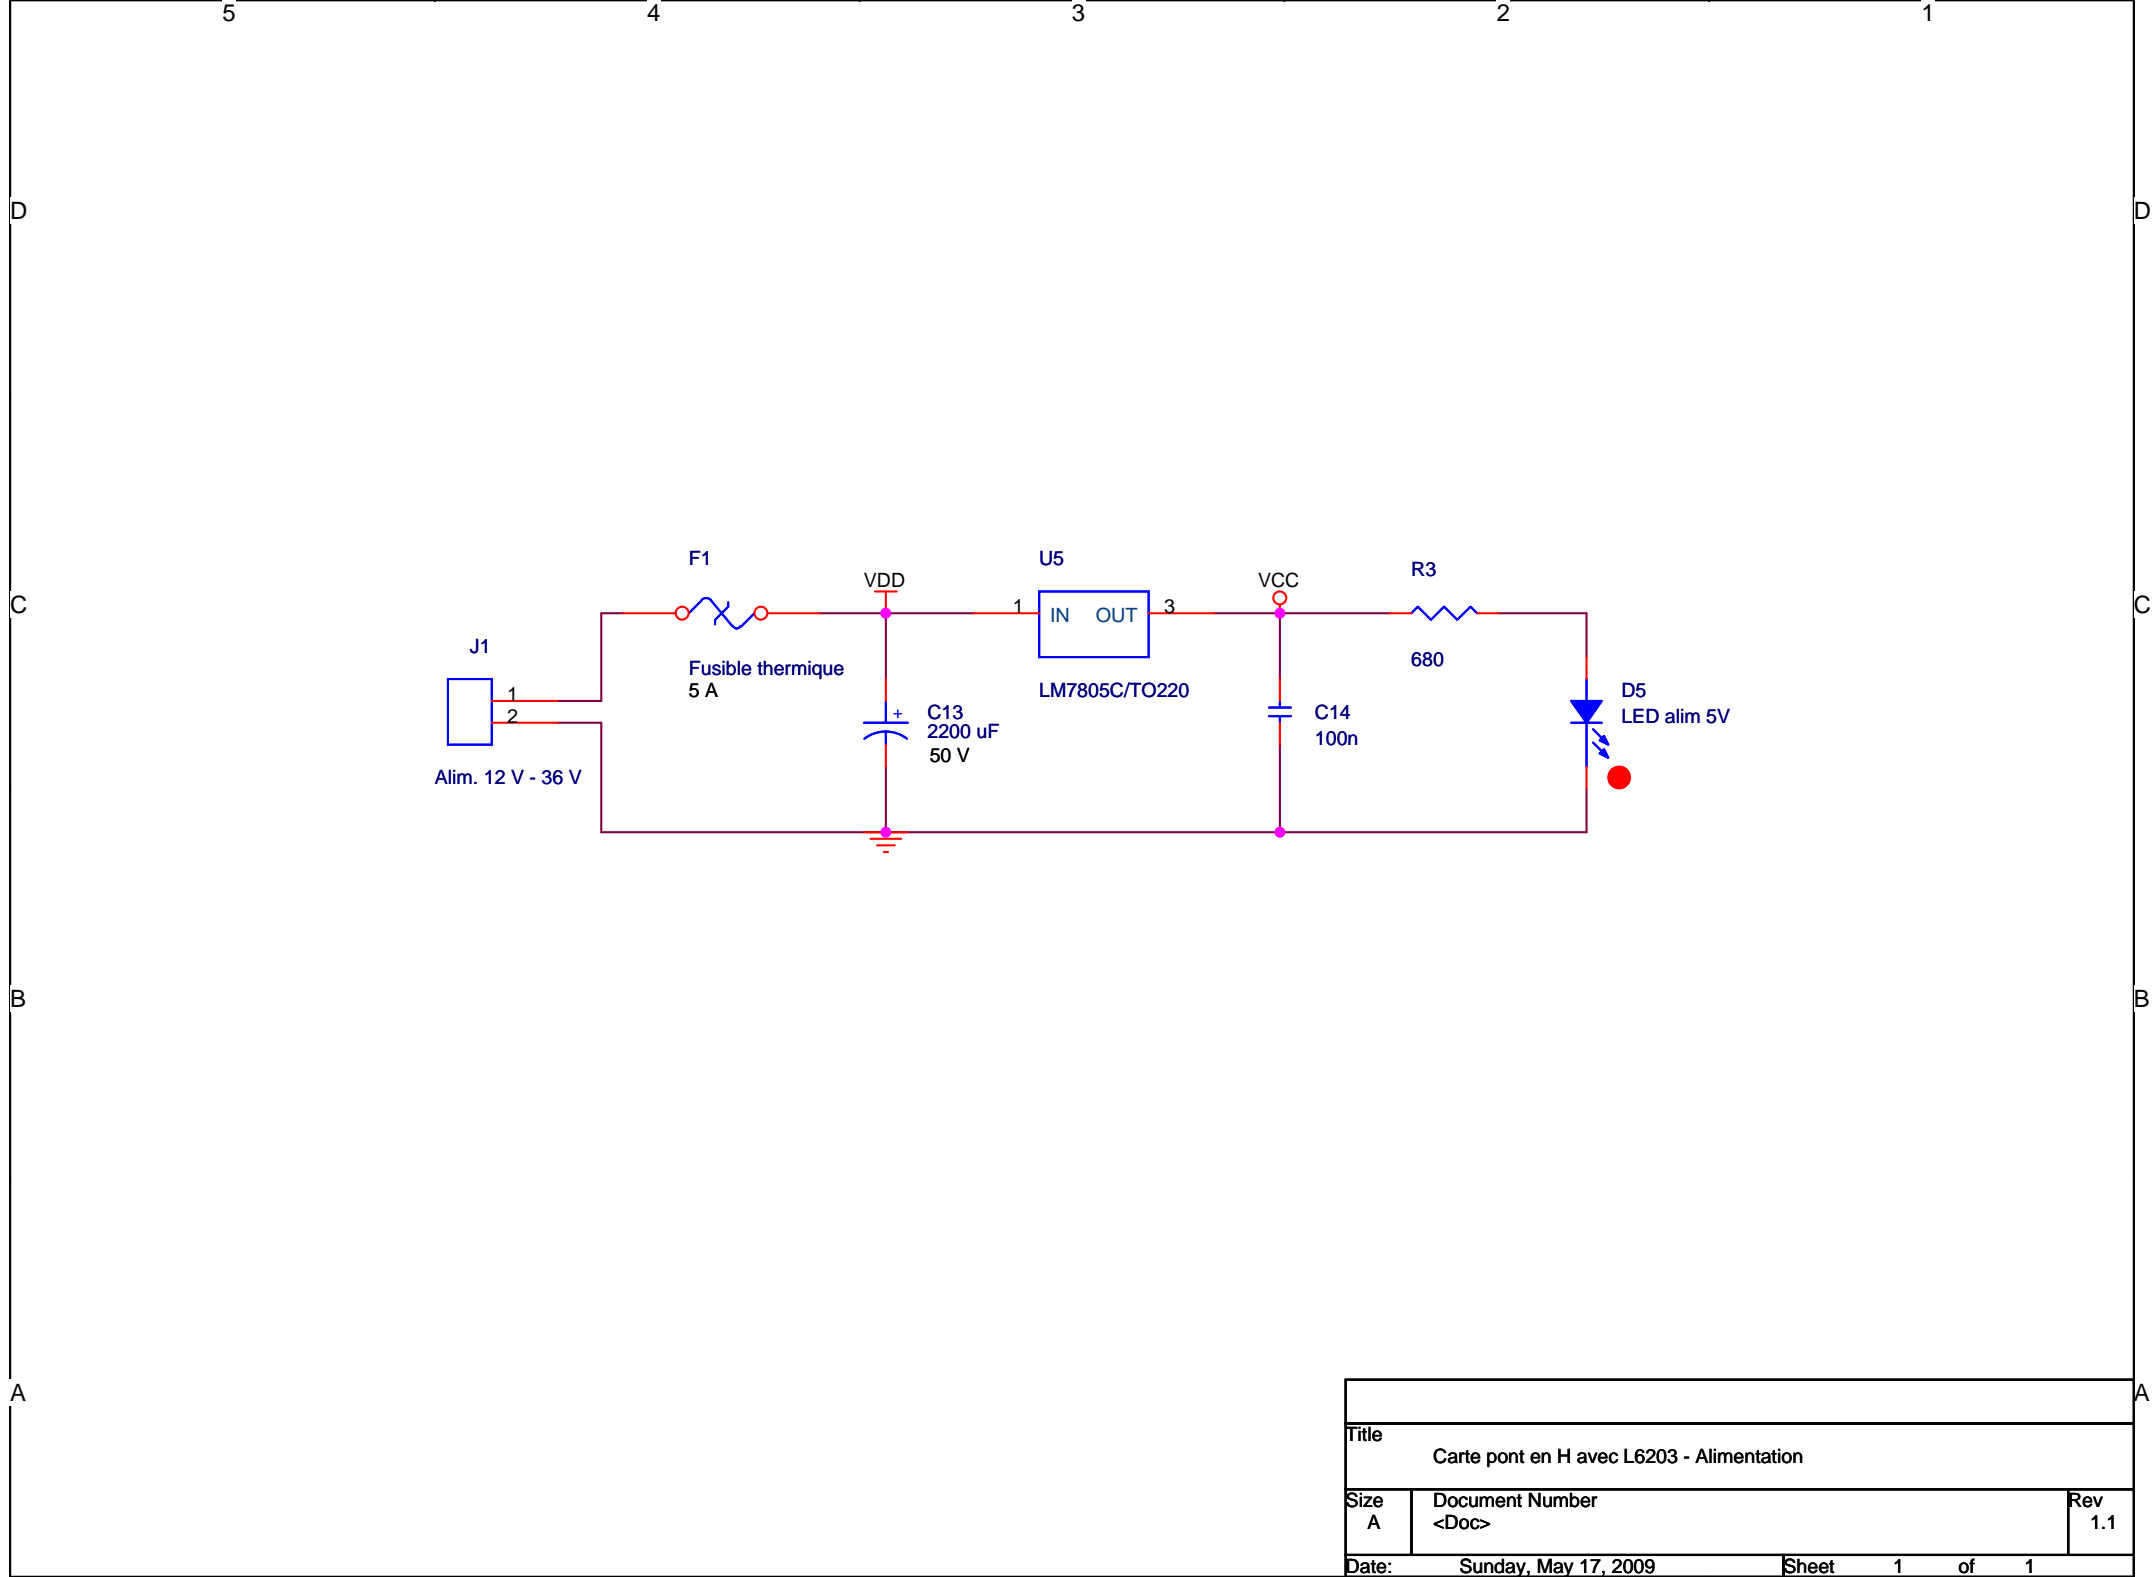 5 4 3 2 1
D D
F1
U5
R3
VDD
VCC
C C
1 IN OUT 3
J1
680
Fusible thermique
5 A
LM7805C/TO220
D5
LED alim 5V
1
2
+
C13
2200 uF
50 V
C14
100n
Alim. 12 V - 36 V
B B
A A
Title
Carte pont en H avec L6203 - Alimentation
Size Document Number Rev
A <Doc> 1.1
Date: Sunday, May 17, 2009 Sheet 1 of 1